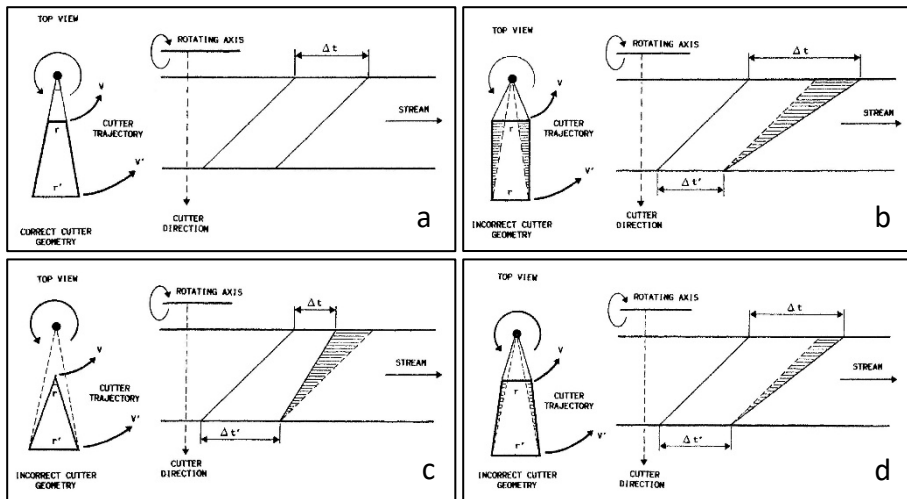 TOP VIEW
ROTATING AXIS
Δt
V
CUTTER
TRAJECTORY
r
STREAM
V'
r'
CORRECT CUTTER
GEOMETRY
CUTTER
DIRECTION
a
TOP VIEW
ROTATING AXIS
Δt
V
CUTTER
TRAJECTORY
r
STREAM
V'
r
Δt'
INCORRECT CUTTER
GEOMETRY
CUTTER
DIRECTION
b
TOP VIEW
ROTATING AXIS
Δt
V
CUTTER
TRAJECTORY
r
STREAM
V'
r'
Δt'
INCORRECT CUTTER
GEOMETRY
CUTTER
DIRECTION
c
TOP VIEW
ROTATING AXIS
Δt
V
CUTTER
TRAJECTORY
r
STREAM
V'
r'
Δt'
INCORRECT CUTTER
GEOMETRY
CUTTER
DIRECTION
d